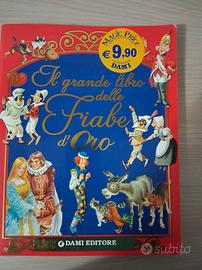 MAGIC PRICE
€ 9,90
DAMI
Il grande libro
delle
Fiabe
d'Oro
DAMI EDITORE
subito